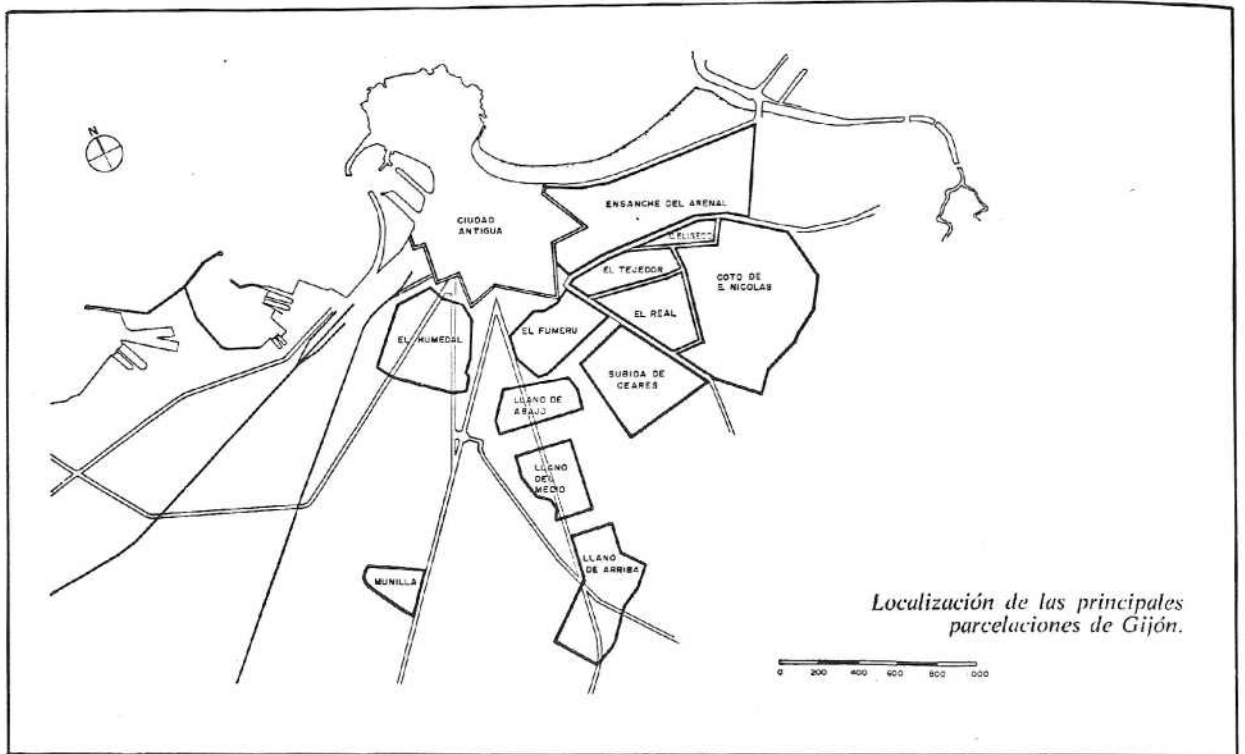 N
CIUDAD
ANTIGUA
ENSANCHE DEL ARENAL
EL TEJEDOR
COTO DE
S. NICOLAS
EL REAL
EL FUMERU
EL HUMEDAL
SUBIDA DE
CEARES
LLANO DE
ABAJO
LLANO
DEL
MEDIO
LLANO
DE ARRIBA
MUNILLA
Localización de las principales
parcelaciones de Gijón.
0 200 400 600 800 000